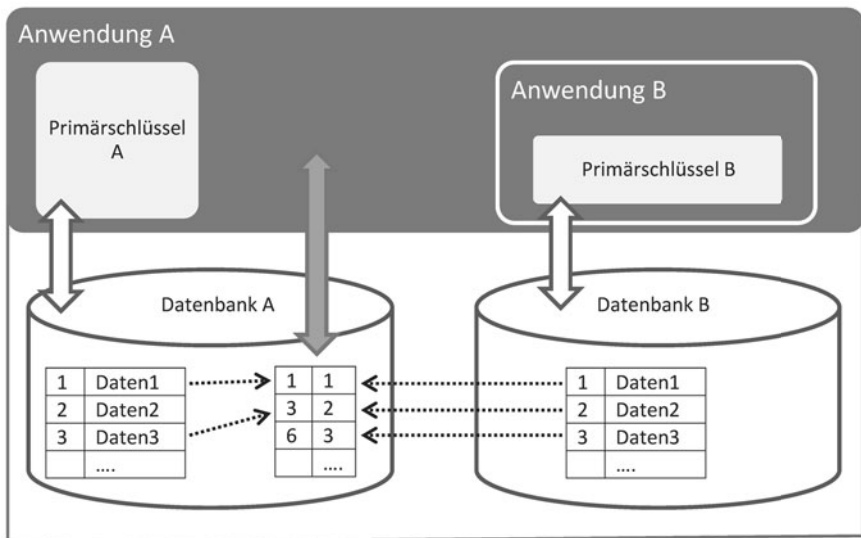 Anwendung A
Primärschlüssel
A
Anwendung B
Primärschlüssel B
Datenbank A
Datenbank B
1 Daten1
2 Daten2
3 Daten3
....
1 1
3 2
6 3
....
1 Daten1
2 Daten2
3 Daten3
....